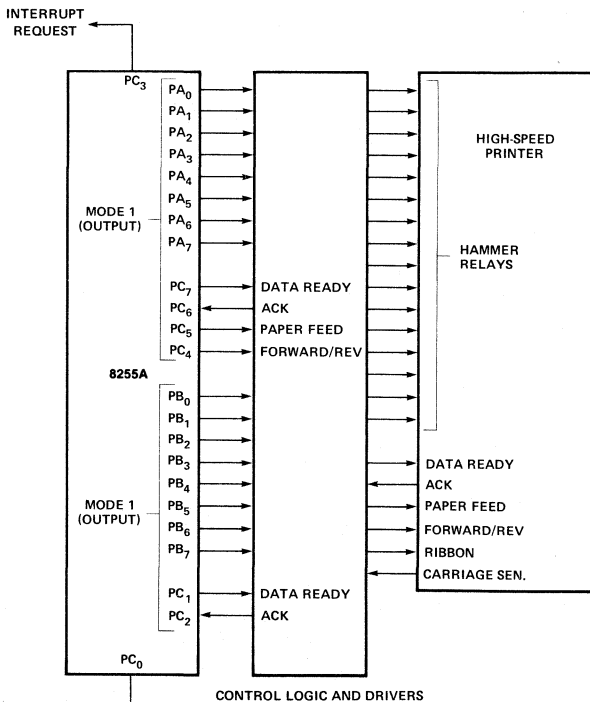 INTERRUPT
REQUEST
PC3
PA0
PA1
PA2
PA3
PA4
PA5
PA6
PA7
MODE 1
(OUTPUT)
PC7
PC6
PC5
PC4
DATA READY
ACK
PAPER FEED
FORWARD/REV
8255A
PB0
PB1
PB2
PB3
PB4
PB5
PB6
PB7
MODE 1
(OUTPUT)
PC1
PC2
DATA READY
ACK
PC0
HIGH-SPEED
PRINTER
HAMMER
RELAYS
DATA READY
ACK
PAPER FEED
FORWARD/REV
RIBBON
CARRIAGE SEN.
CONTROL LOGIC AND DRIVERS